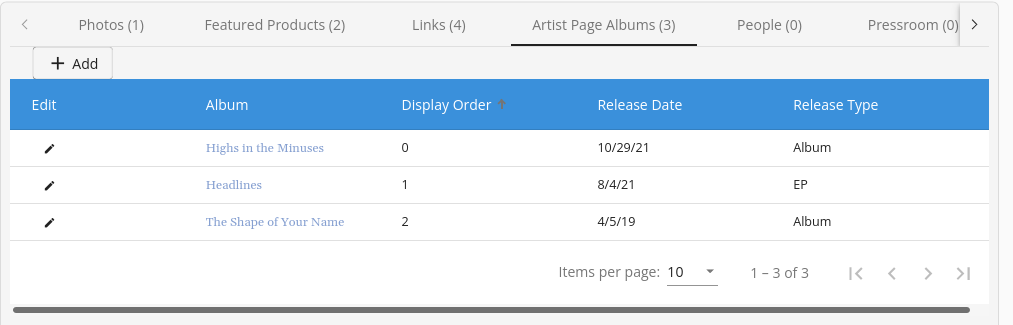 Photos (1) Featured Products (2) Links (4) Artist Page Albums (3) People (0) Pressroom (0)
Add
Edit Album Display Order Release Date Release Type
Highs in the Minuses 0 10/29/21 Album
Headlines 1 8/4/21 EP
The Shape of Your Name 2 4/5/19 Album
Items per page: 10 1 – 3 of 3